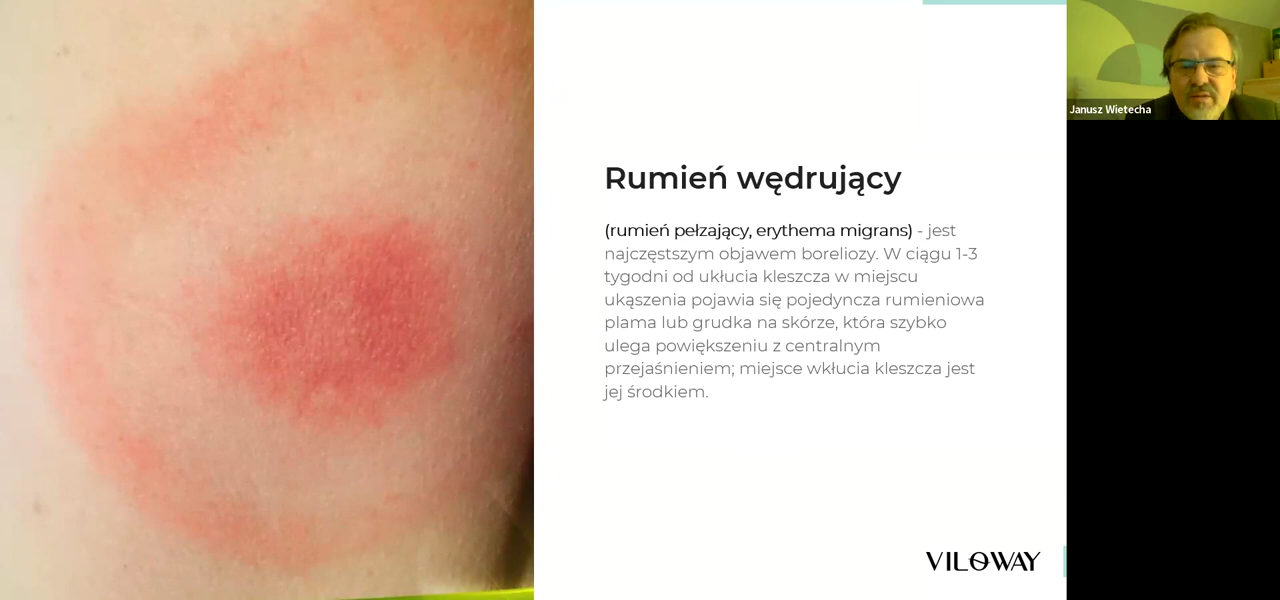 Rumień wędrujący
(rumień pełzający, erythema migrans) - jest
najczęstszym objawem boreliozy. W ciągu 1-3
tygodni od ukłucia kleszcza w miejscu
ukąszenia pojawia się pojedyncza rumieniowa
plama lub grudka na skórze, która szybko
ulega powiększeniu z centralnym
przejaśnieniem; miejsce wkłucia kleszcza jest
jej środkiem.
VILOWAY
Janusz Wietecha